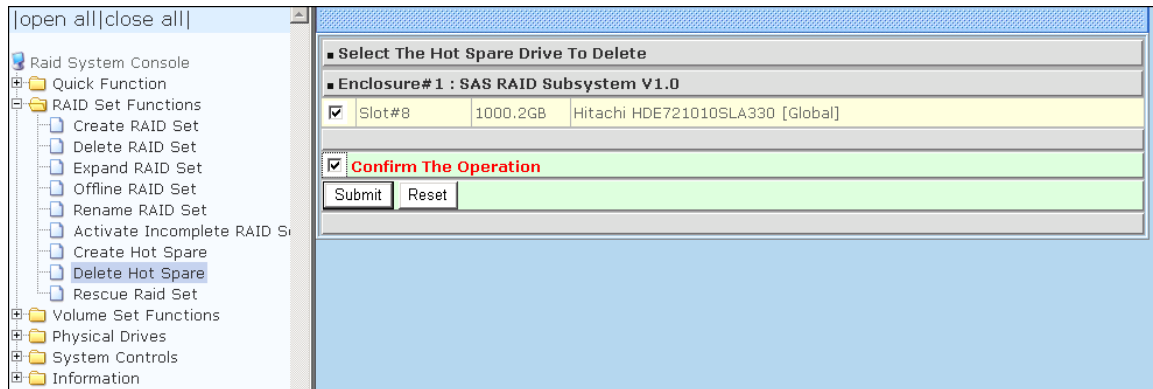 |open all|close all|
Raid System Console
Quick Function
RAID Set Functions
Create RAID Set
Delete RAID Set
Expand RAID Set
Offline RAID Set
Rename RAID Set
Activate Incomplete RAID S
Create Hot Spare
Delete Hot Spare
Rescue Raid Set
Volume Set Functions
Physical Drives
System Controls
Information
Select The Hot Spare Drive To Delete
Enclosure#1 : SAS RAID Subsystem V1.0
Slot#8 1000.2GB Hitachi HDE721010SLA330 [Global]
Confirm The Operation
Submit Reset